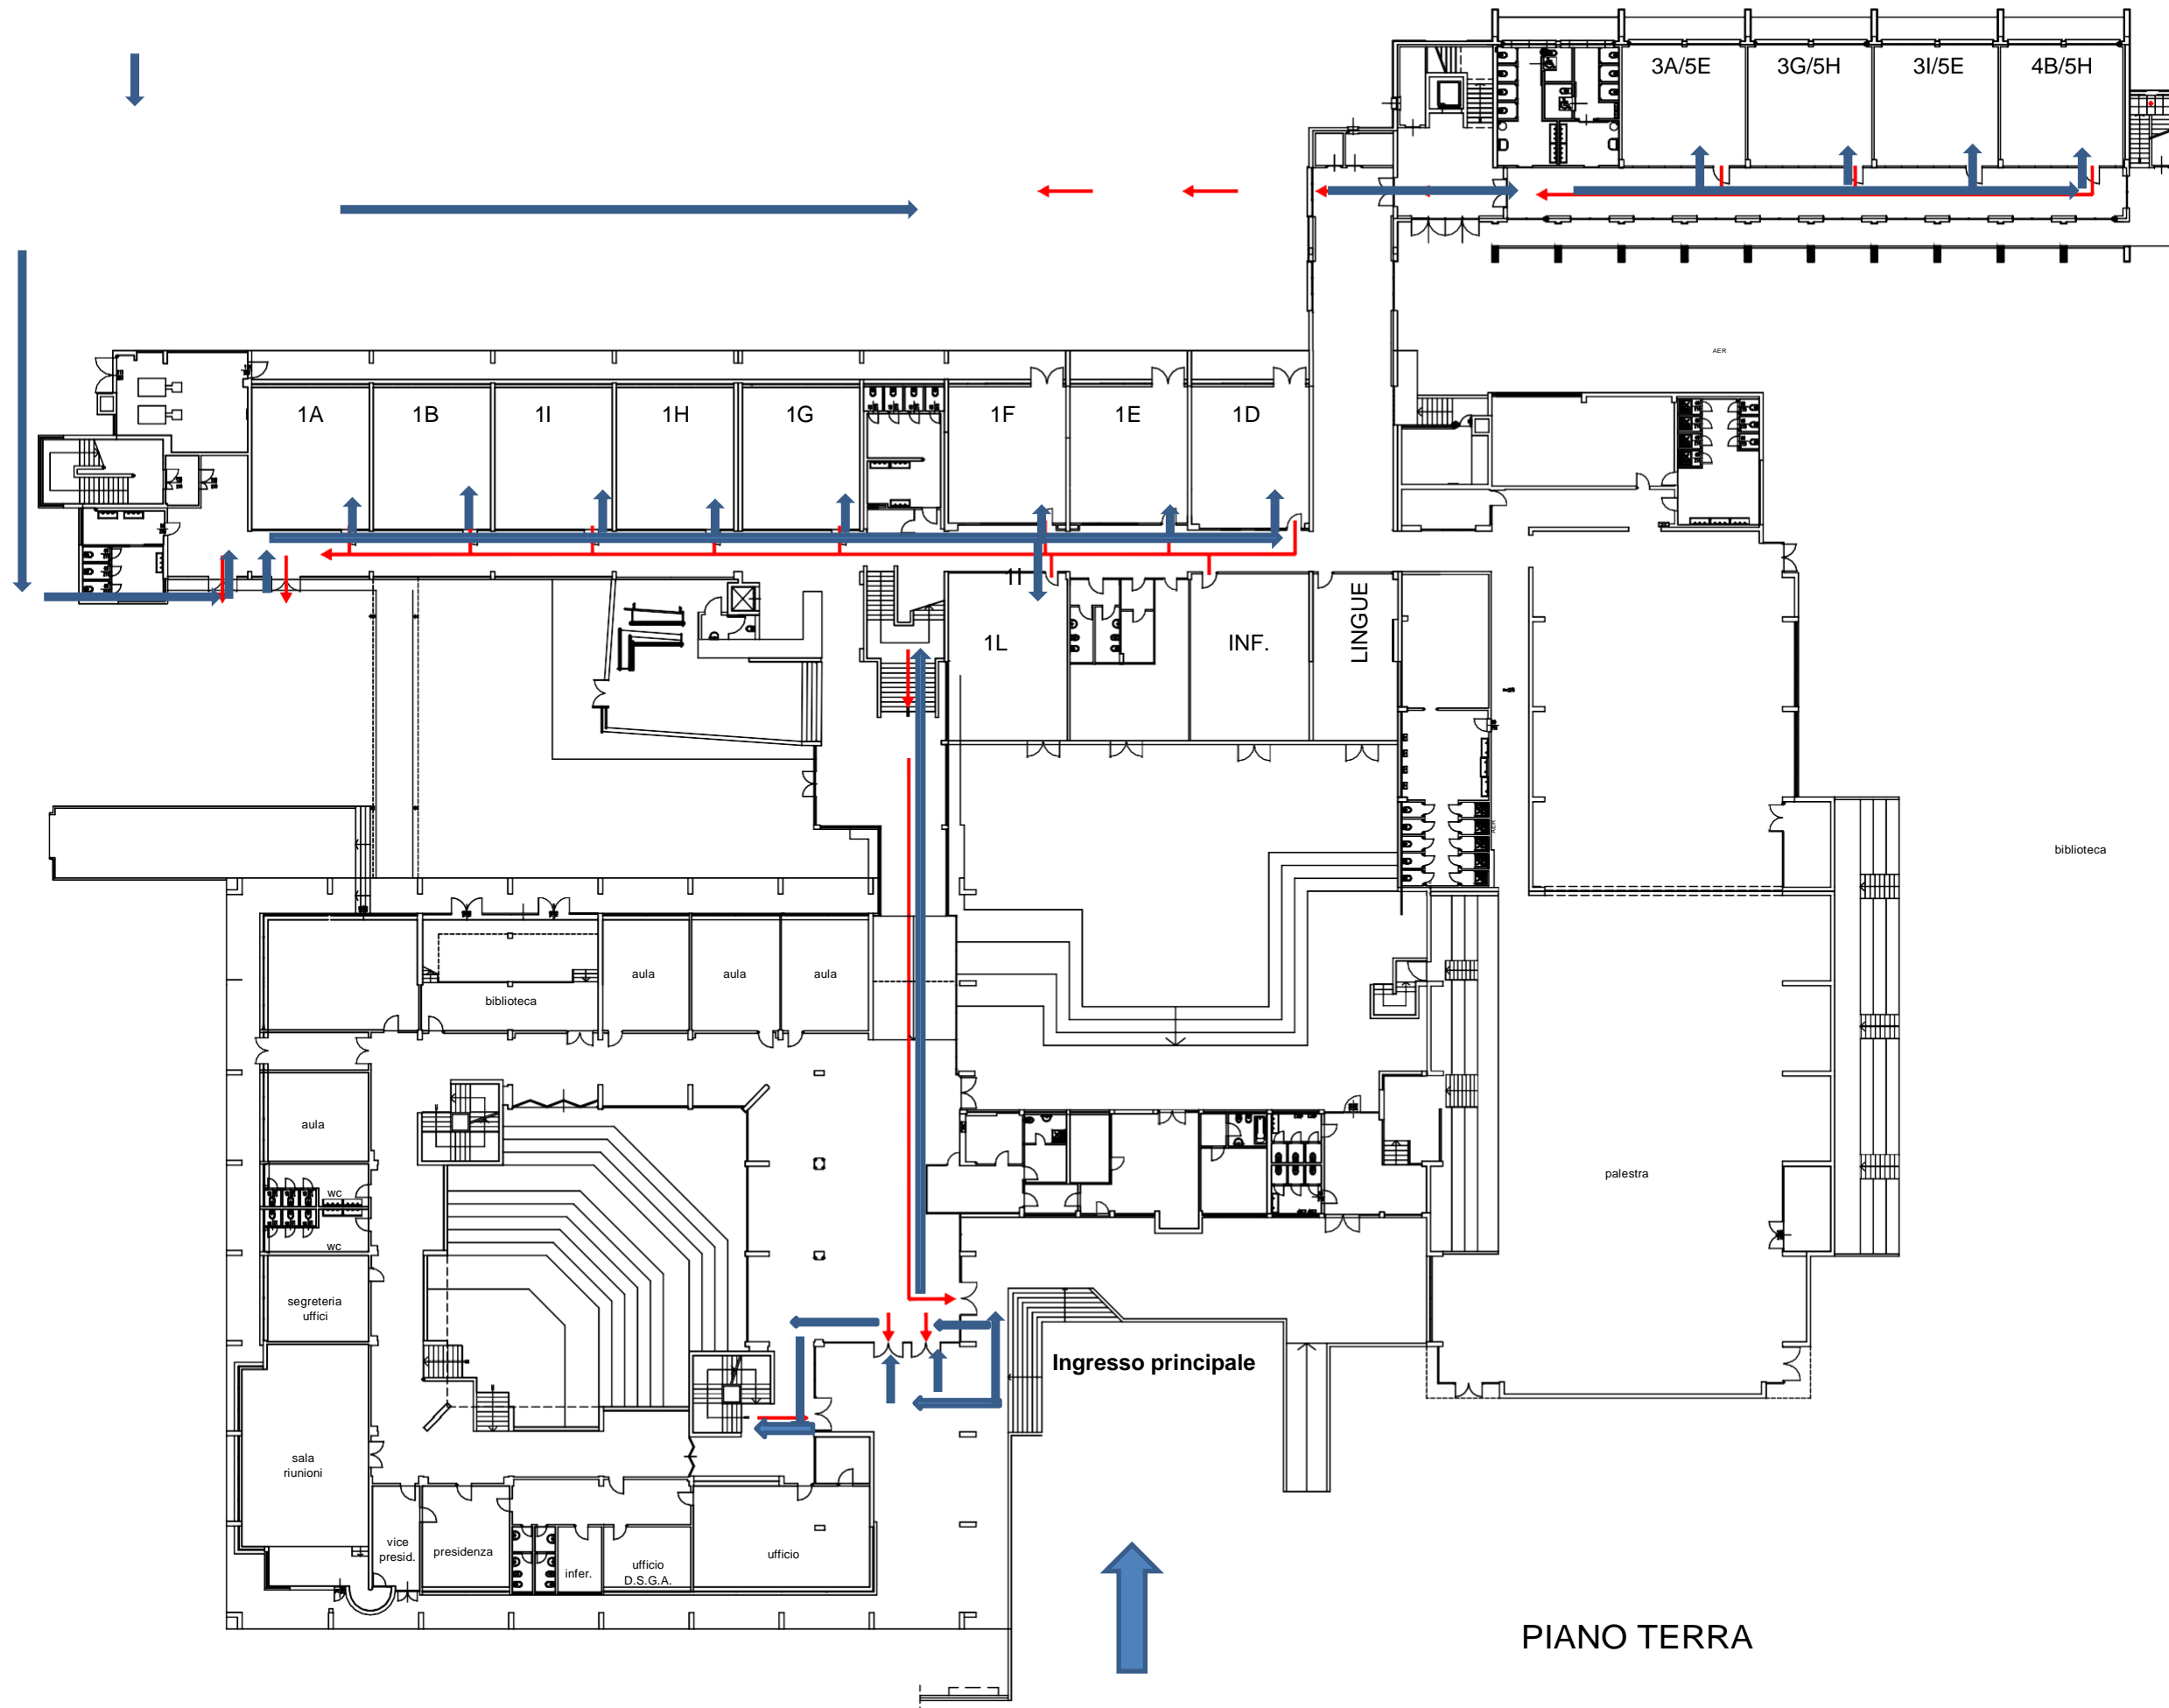 3A/5E
3G/5H
3I/5E
4B/5H
AER
1A
1B
1I
1H
1G
1F
1E
1D
1I
1L
INF.
LINGUE
AER
biblioteca
aula
aula
aula
biblioteca
aula
wc
wc
palestra
segreteria
uffici
Ingresso principale
sala
riunioni
vice
presid.
presidenza
infer.
ufficio
D.S.G.A.
ufficio
PIANO TERRA